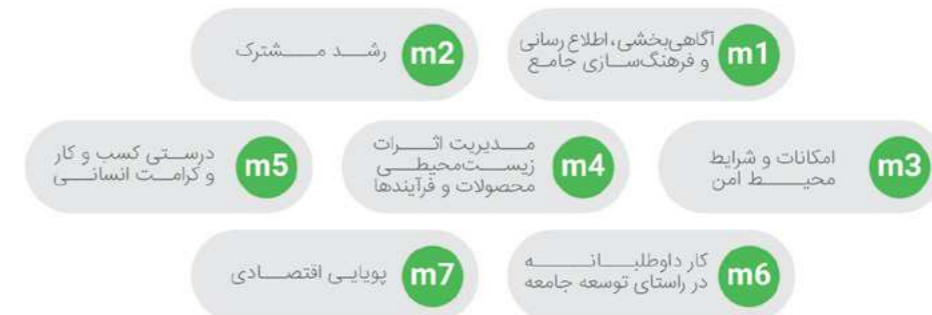 m1
آگاهی‌بخشی، اطلاع رسانی
و فرهنگ‌سازی جامع
m2
رشد مشترک
m3
امکانات و شرایط
محیط امن
m4
مدیریت اثرات
زیست‌محیطی
محصولات و فرآیندها
m5
درستی کسب و کار
و کرامت انسانی
m6
کار داوطلبانه
در راستای توسعه جامعه
m7
پویایی اقتصادی